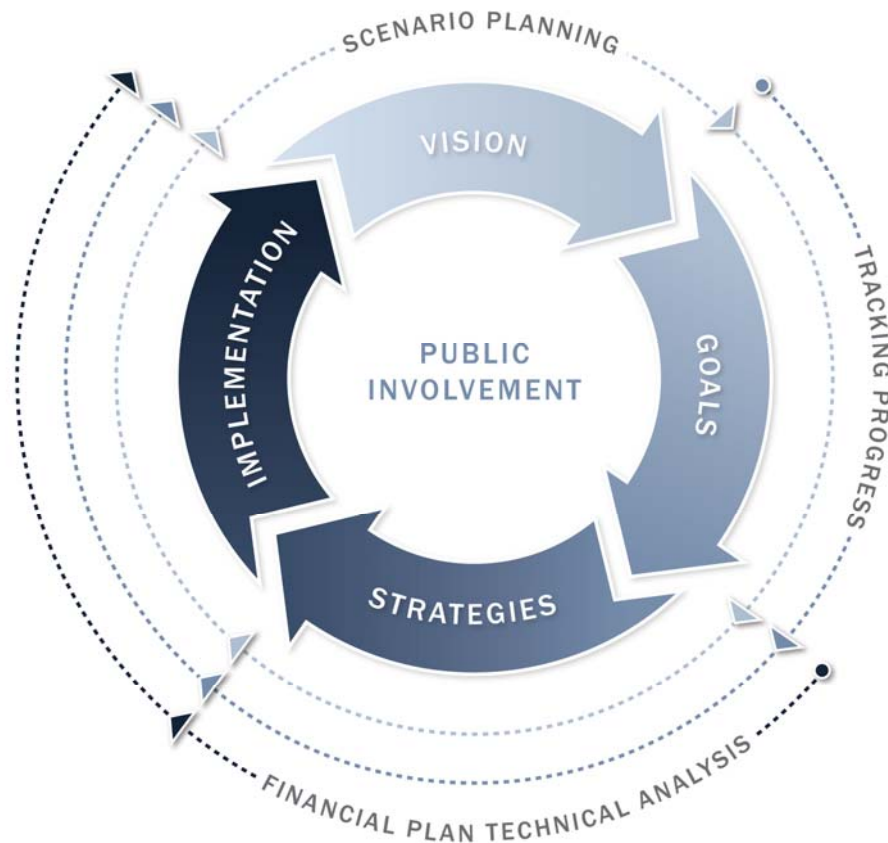 SCENARIO PLANNING
VISION
TRACKING PROGRESS
GOALS
IMPLEMENTATION
PUBLIC
INVOLVEMENT
STRATEGIES
FINANCIAL PLAN TECHNICAL ANALYSIS